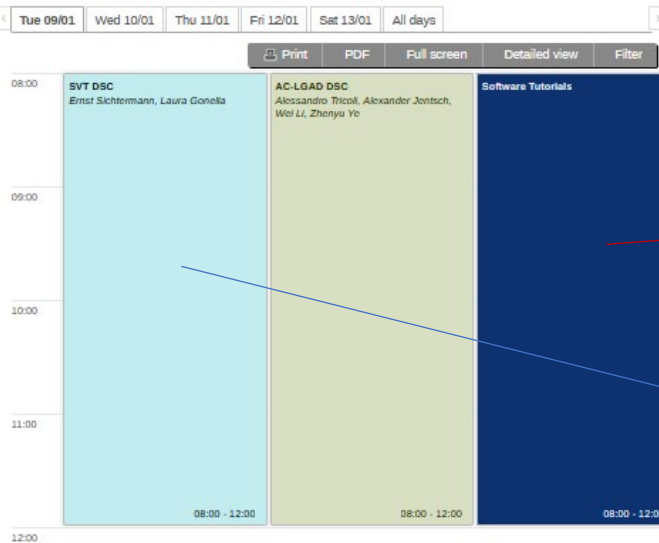 Tue 09/01 Wed 10/01 Thu 11/01 Fri 12/01 Sat 13/01 All days
Print PDF Full screen Detailed view Filter
08:00
SVT DSC
Ernst Sichtermann, Laura Gonella
AC-LGAD DSC
Alessandro Tricoli, Alexander Jentsch,
Wei Li, Zhenyu Ye
Software Tutorials
09:00
10:00
11:00
08:00 - 12:00
08:00 - 12:00
08:00 - 12:0
12:00